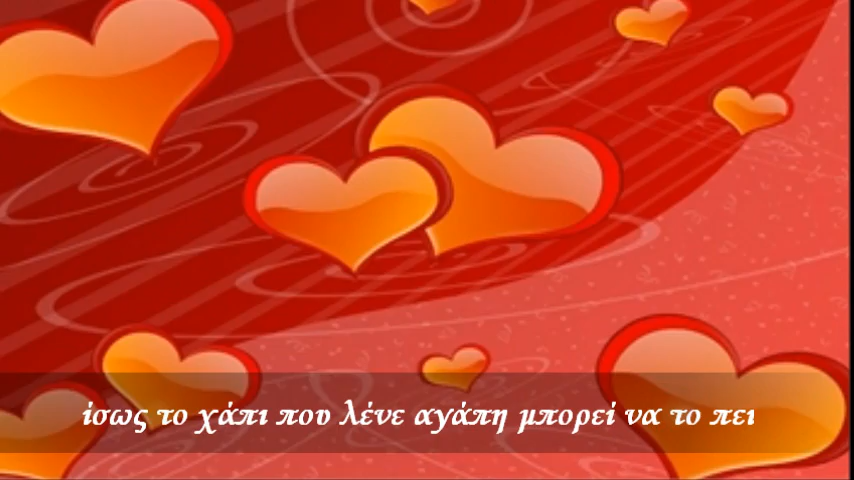 ίσως το χάπι που λένε αγάπη μπορεί να το πει